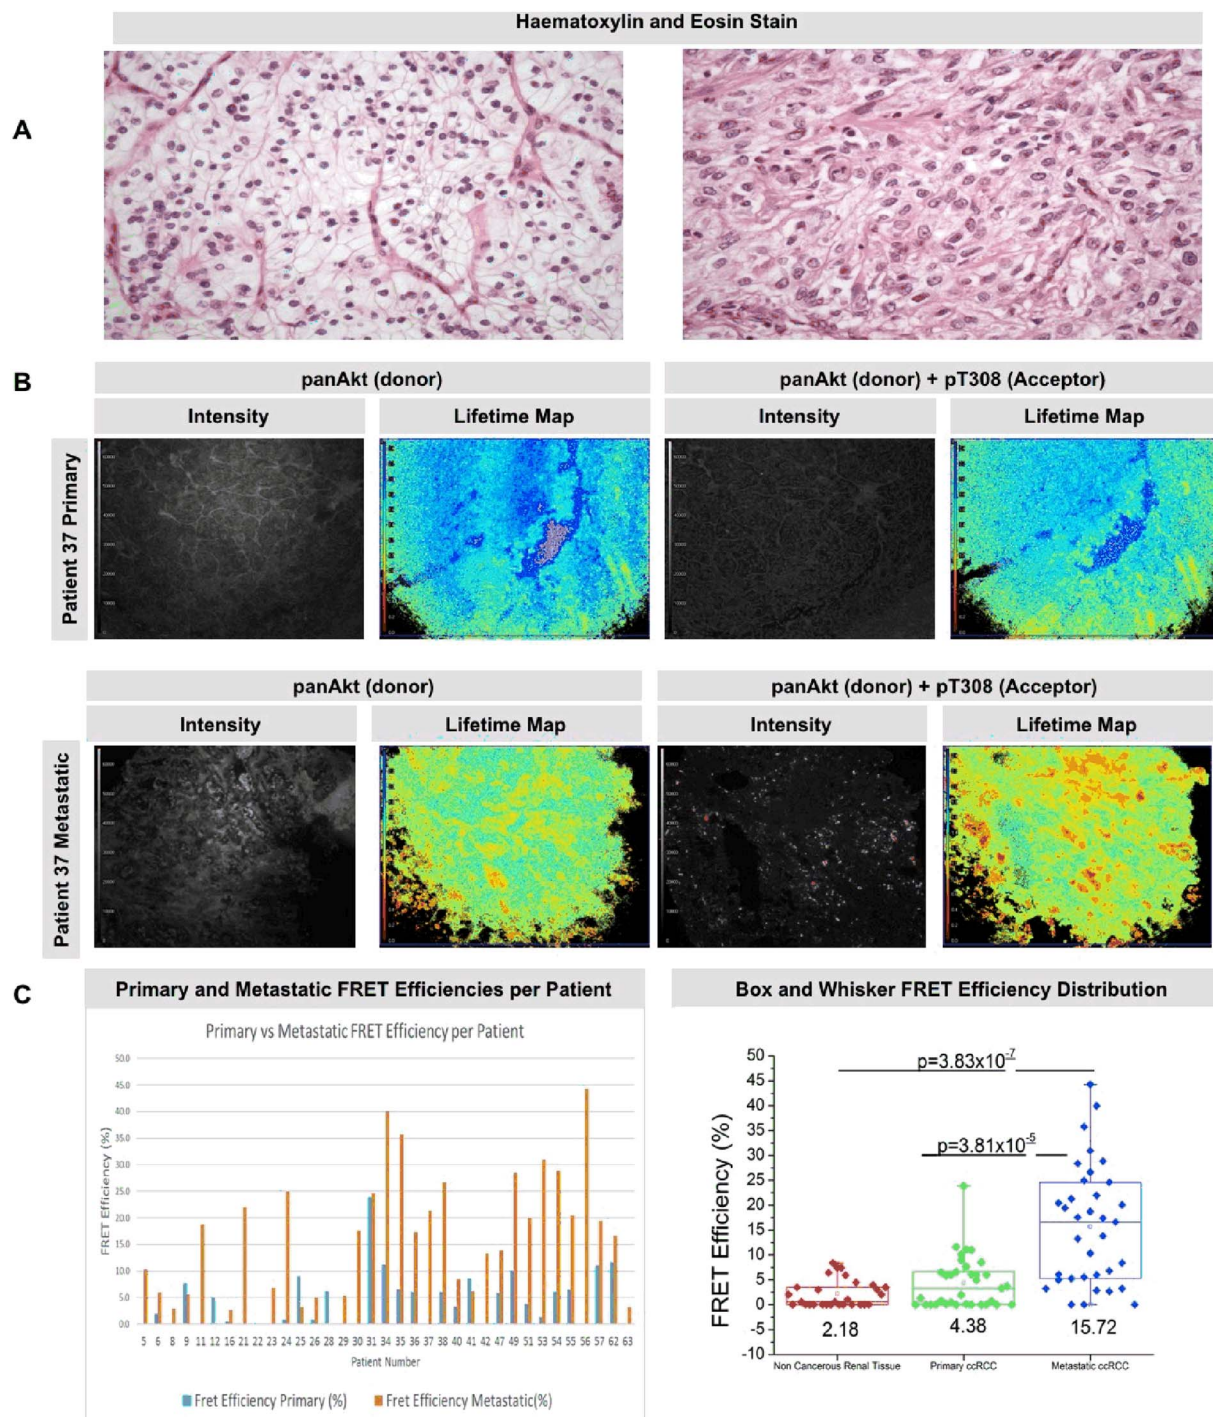 Haematoxylin and Eosin Stain
A
B
panAkt (donor)
panAkt (donor) + pT308 (Acceptor)
Intensity
Lifetime Map
Intensity
Lifetime Map
Patient 37 Primary
panAkt (donor)
panAkt (donor) + pT308 (Acceptor)
Intensity
Lifetime Map
Intensity
Lifetime Map
Patient 37 Metastatic
C
Primary and Metastatic FRET Efficiencies per Patient
Primary vs Metastatic FRET Efficiency per Patient
FRET Efficiency (%)
50.0
45.0
40.0
35.0
30.0
25.0
20.0
15.0
10.0
5.0
0.0
5 6 8 9 11 12 16 21 22 23 24 25 26 28 29 30 31 34 35 36 37 38 40 41 42 47 49 51 53 54 55 56 57 62 63
Patient Number
Fret Efficiency Primary (%)
Fret Efficiency Metastatic(%)
Box and Whisker FRET Efficiency Distribution
p=3.83x10-7
p=3.81x10-5
FRET Efficiency (%)
50
45
40
35
30
25
20
15
10
5
0
-5
-10
2.18 4.38 15.72
Non Cancerous Renal Tissue Primary ccRCC Metastatic ccRCC